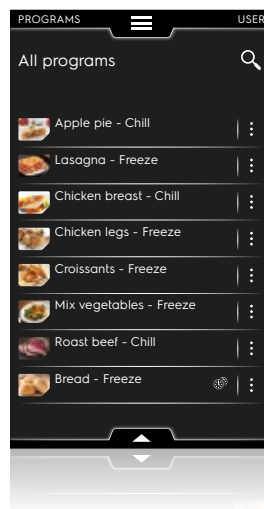 PROGRAMS USER
All programs
Apple pie - Chill
Lasagna - Freeze
Chicken breast - Chill
Chicken legs - Freeze
Croissants - Freeze
Mix vegetables - Freeze
Roast beef - Chill
Bread - Freeze